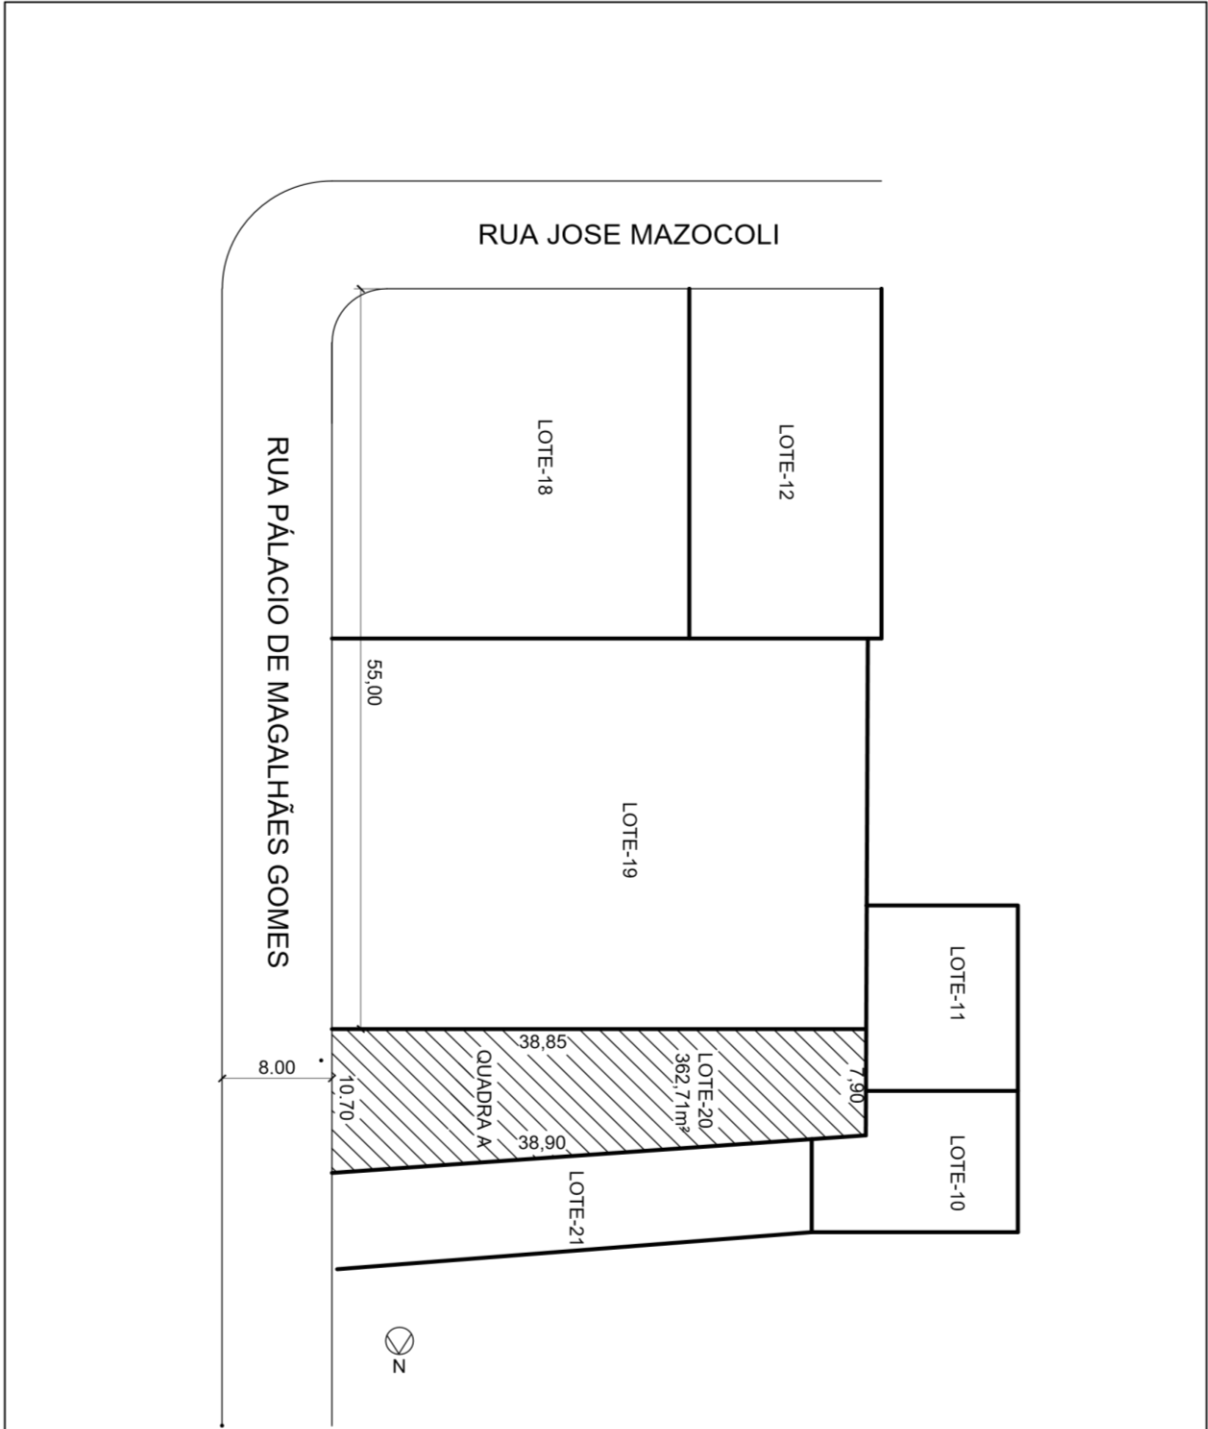 RUA JOSE MAZOCOLI
LOTE-18
LOTE-12
RUA PÁLACIO DE MAGALHÃES GOMES
55,00
LOTE-19
LOTE-11
38,85
LOTE-20
362,71m²
7,90
QUADRA A
8.00
10.70
38,90
LOTE-10
LOTE-21
N